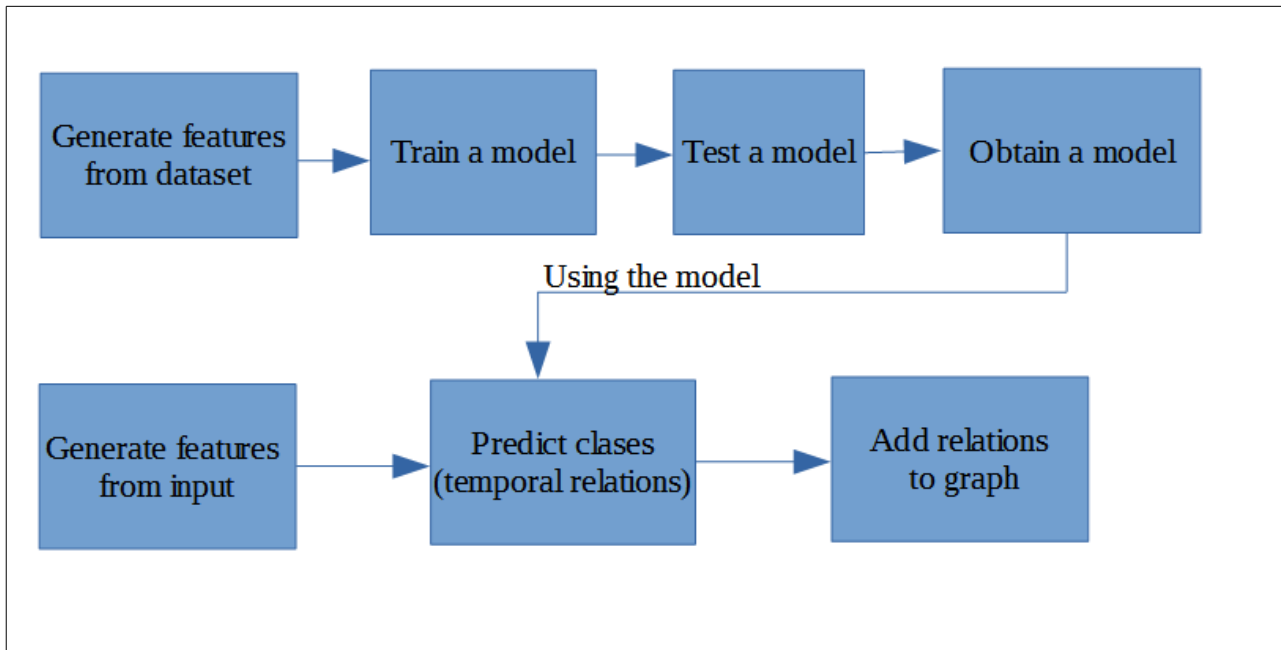 Generate features
from dataset
Train a model
Test a model
Obtain a model
Using the model
Generate features
from input
Predict clases
(temporal relations)
Add relations
to graph